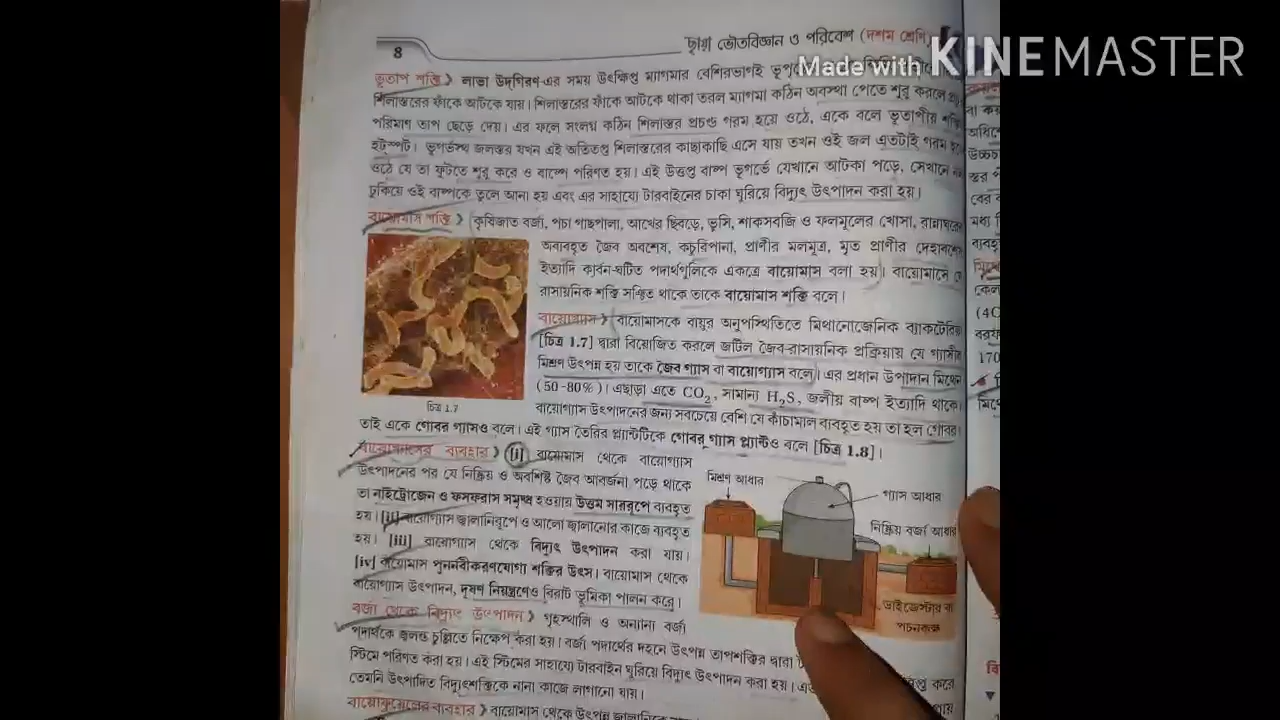 8
ছায়া ভৌতবিজ্ঞান ও পরিবেশ (দশম শ্রেণি)
Made with KINEMASTER
ভূতাপ শক্তি ❯ লাভা উদ্‌গিরণ-এর সময় উৎক্ষিপ্ত ম্যাগমার বেশিরভাগই
শিলাস্তরের ফাঁকে আটকে যায়। শিলাস্তরের ফাঁকে আটকে থাকা তরল ম্যাগমা কঠিন অবস্থা পেতে শুরু করলে
পরিমাণ তাপ ছেড়ে দেয়। এর ফলে সংলগ্ন কঠিন শিলাস্তর প্রচণ্ড গরম হয়ে ওঠে, একে বলে ভূতাপীয় শক্তি
হটস্পট। ভূগর্ভস্থ জলস্তর যখন এই অতিতপ্ত শিলাস্তরের কাছাকাছি এসে যায় তখন ওই জল এতটাই গরম
ওঠে যে তা ফুটতে শুরু করে ও বাষ্পে পরিণত হয়। এই উত্তপ্ত বাষ্প ভূগর্ভে যেখানে আটকা পড়ে, সেখানে
ঢুকিয়ে ওই বাষ্পকে তুলে আনা হয় এবং এর সাহায্যে টারবাইনের চাকা ঘুরিয়ে বিদ্যুৎ উৎপাদন করা হয়।
বায়োমাস শক্তি ❯ কৃষিজাত বর্জ্য, পচা গাছপালা, আখের ছিবড়ে, ভুসি, শাকসবজি ও ফলমূলের খোসা, রান্নাঘরের
অব্যবহৃত জৈব অবশেষ, কচুরিপানা, প্রাণীর মলমূত্র, মৃত প্রাণীর দেহাবশেষ
ইত্যাদি কার্বন-ঘটিত পদার্থগুলিকে একত্রে বায়োমাস বলা হয়। বায়োমাসে যে
রাসায়নিক শক্তি সঞ্চিত থাকে তাকে বায়োমাস শক্তি বলে।
বায়োগ্যাস ❯ বায়োমাসকে বায়ুর অনুপস্থিতিতে মিথানোজেনিক ব্যাকটেরিয়া
[চিত্র 1.7] দ্বারা বিয়োজিত করলে জটিল জৈব-রাসায়নিক প্রক্রিয়ায় যে গ্যাসীয়
মিশ্রণ উৎপন্ন হয় তাকে জৈব গ্যাস বা বায়োগ্যাস বলে। এর প্রধান উপাদান মিথেন
(50-80%)। এছাড়া এতে CO₂, সামান্য H₂S, জলীয় বাষ্প ইত্যাদি থাকে।
চিত্র 1.7
বায়োগ্যাস উৎপাদনের জন্য সবচেয়ে বেশি যে কাঁচামাল ব্যবহৃত হয় তা হল গোবর।
তাই একে গোবর গ্যাসও বলে। এই গ্যাস তৈরির প্ল্যান্টটিকে গোবর গ্যাস প্ল্যান্টও বলে [চিত্র 1.8]।
বায়োমাসের ব্যবহার ❯ [i] বায়োমাস থেকে বায়োগ্যাস
উৎপাদনের পর যে নিষ্ক্রিয় ও অবশিষ্ট জৈব আবর্জনা পড়ে থাকে
তা নাইট্রোজেন ও ফসফরাস সমৃদ্ধ হওয়ায় উত্তম সাররূপে ব্যবহৃত
হয়। [ii] বায়োগ্যাস জ্বালানিরূপে ও আলো জ্বালানোর কাজে ব্যবহৃত
হয়। [iii] বায়োগ্যাস থেকে বিদ্যুৎ উৎপাদন করা যায়।
[iv] বায়োমাস পুনর্নবীকরণযোগ্য শক্তির উৎস। বায়োমাস থেকে
বায়োগ্যাস উৎপাদন, দূষণ নিয়ন্ত্রণেও বিরাট ভূমিকা পালন করে।
মিশ্রণ আধার
গ্যাস আধার
নিষ্ক্রিয় বর্জ্য আধার
ডাইজেস্টার বা
পচনকক্ষ
বর্জ্য থেকে বিদ্যুৎ উৎপাদন ❯ গৃহস্থালি ও অন্যান্য বর্জ্য
পদার্থকে জ্বলন্ত চুল্লিতে নিক্ষেপ করা হয়। বর্জ্য পদার্থের দহনে উৎপন্ন তাপশক্তির দ্বারা
স্টিমে পরিণত করা হয়। এই স্টিমের সাহায্যে টারবাইন ঘুরিয়ে বিদ্যুৎ উৎপাদন করা হয়।
তেমনি উৎপাদিত বিদ্যুৎশক্তিকে নানা কাজে লাগানো যায়।
বায়োফুয়েলের ব্যবহার ❯ বায়োমাস থেকে উৎপন্ন